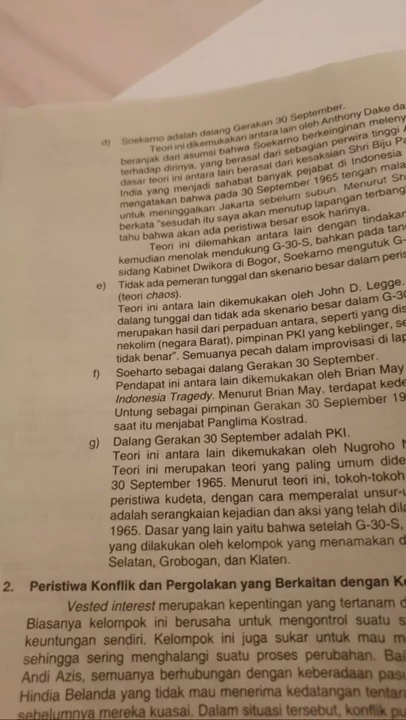 d) Soekarno adalah dalang Gerakan 30 September.
Teori ini dikemukakan antara lain oleh Anthony Dake da
beranjak dari asumsi bahwa Soekarno berkeinginan meleny
terhadap dirinya, yang berasal dari sebagian perwira tinggi
dasar teori ini antara lain berasal dari kesaksian Shri Biju Pa
India yang menjadi sahabat banyak pejabat di Indonesia
mengatakan bahwa pada 30 September 1965 tengah mala
untuk meninggalkan Jakarta sebelum subuh. Menurut Sh
berkata "sesudah itu saya akan menutup lapangan terbang
tahu bahwa akan ada peristiwa besar esok harinya.
Teori ini dilemahkan antara lain dengan tindakan
kemudian menolak mendukung G-30-S, bahkan pada tan
sidang Kabinet Dwikora di Bogor, Soekarno mengutuk G-
e) Tidak ada pemeran tunggal dan skenario besar dalam peris
(teori chaos).
Teori ini antara lain dikemukakan oleh John D. Legge.
dalang tunggal dan tidak ada skenario besar dalam G-30
merupakan hasil dari perpaduan antara, seperti yang dis
nekolim (negara Barat), pimpinan PKI yang keblinger, se
tidak benar". Semuanya pecah dalam improvisasi di lap
f) Soeharto sebagai dalang Gerakan 30 September.
Pendapat ini antara lain dikemukakan oleh Brian May
Indonesia Tragedy. Menurut Brian May, terdapat kede
Untung sebagai pimpinan Gerakan 30 September 19
saat itu menjabat Panglima Kostrad.
g) Dalang Gerakan 30 September adalah PKI.
Teori ini antara lain dikemukakan oleh Nugroho N
Teori ini merupakan teori yang paling umum dide
30 September 1965. Menurut teori ini, tokoh-tokoh
peristiwa kudeta, dengan cara memperalat unsur-u
adalah serangkaian kejadian dan aksi yang telah dila
1965. Dasar lain yaitu bahwa setelah G-30-S,
yang dilakukan oleh kelompok yang menamakan d
Selatan, Grobogan, dan Klaten.
2. Peristiwa Konflik dan Pergolakan yang Berkaitan dengan Ke
Vested interest merupakan kepentingan yang tertanam d
Biasanya kelompok ini berusaha untuk mengontrol suatu s
keuntungan sendiri. Kelompok ini juga sukar untuk mau m
sehingga sering menghalangi suatu proses perubahan. Bai
Andi Azis, semuanya berhubungan dengan keberadaan pasu
Hindia Belanda yang tidak mau menerima kedatangan tentara
sebelumnya mereka kuasai. Dalam situasi tersebut, konflik pu